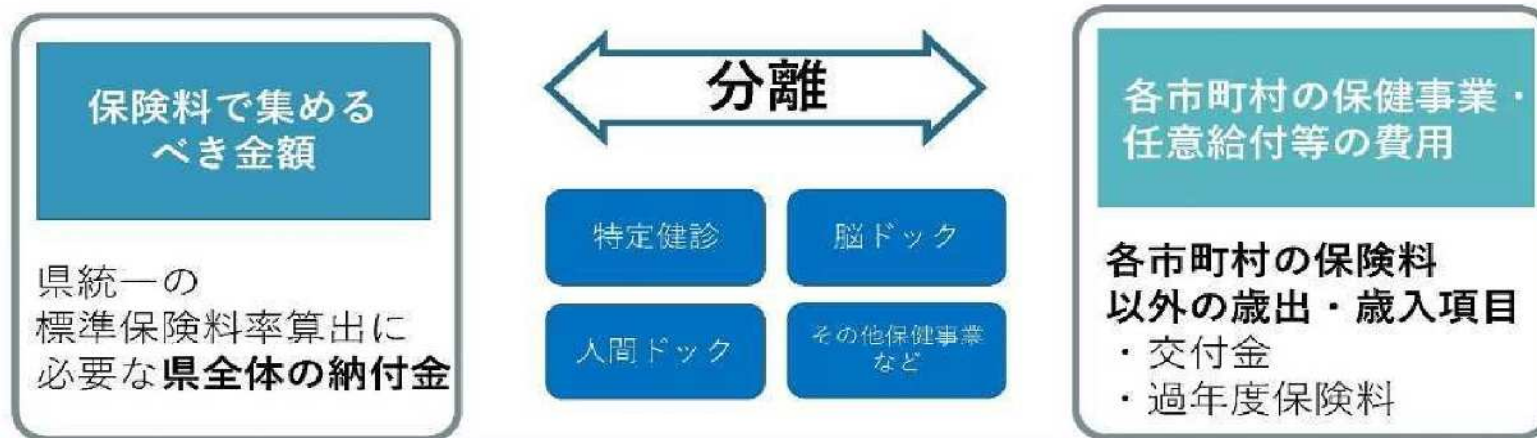 保険料で集める
べき金額
県統一の
標準保険料率算出に
必要な県全体の納付金
分離
特定健診
脳ドック
人間ドック
その他保健事業
など
各市町村の保健事業・
任意給付等の費用
各市町村の保険料
以外の歳出・歳入項目
・交付金
・過年度保険料